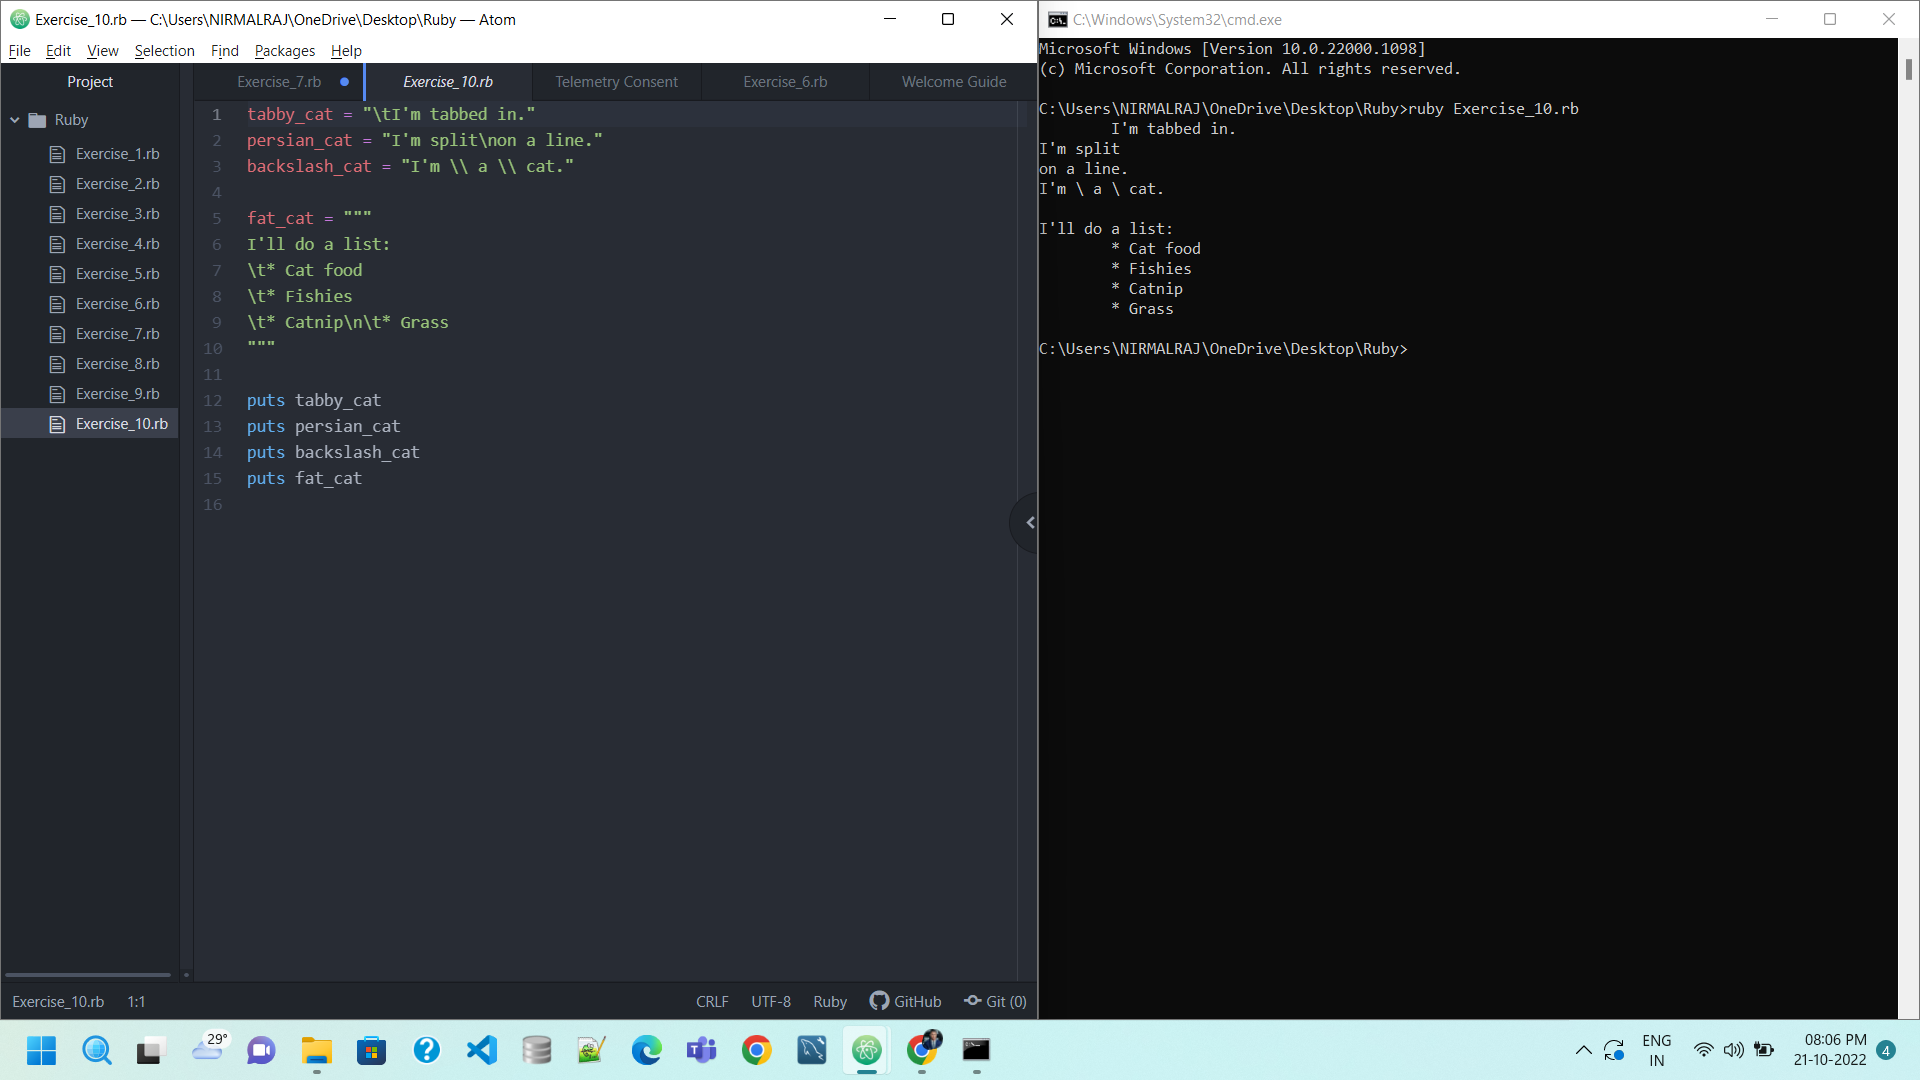 Exercise_10.rb — C:\Users\NIRMALRAJ\OneDrive\Desktop\Ruby — Atom
File Edit View Selection Find Packages Help
Project
Ruby
Exercise_1.rb
Exercise_2.rb
Exercise_3.rb
Exercise_4.rb
Exercise_5.rb
Exercise_6.rb
Exercise_7.rb
Exercise_8.rb
Exercise_9.rb
Exercise_10.rb
Exercise_7.rb Exercise_10.rb Telemetry Consent Exercise_6.rb Welcome Guide
1 tabby_cat = "\tI'm tabbed in."
2 persian_cat = "I'm split\non a line."
3 backslash_cat = "I'm \\ a \\ cat."
4
5 fat_cat = """
6 I'll do a list:
7 \t* Cat food
8 \t* Fishies
9 \t* Catnip\n\t* Grass
10 """
11
12 puts tabby_cat
13 puts persian_cat
14 puts backslash_cat
15 puts fat_cat
16
Exercise_10.rb 1:1 CRLF UTF-8 Ruby GitHub Git (0)
C:\Windows\System32\cmd.exe
Microsoft Windows [Version 10.0.22000.1098]
(c) Microsoft Corporation. All rights reserved.
C:\Users\NIRMALRAJ\OneDrive\Desktop\Ruby>ruby Exercise_10.rb
I'm tabbed in.
I'm split
on a line.
I'm \ a \ cat.
I'll do a list:
* Cat food
* Fishies
* Catnip
* Grass
C:\Users\NIRMALRAJ\OneDrive\Desktop\Ruby>
29°
ENG
IN
08:06 PM
21-10-2022
4